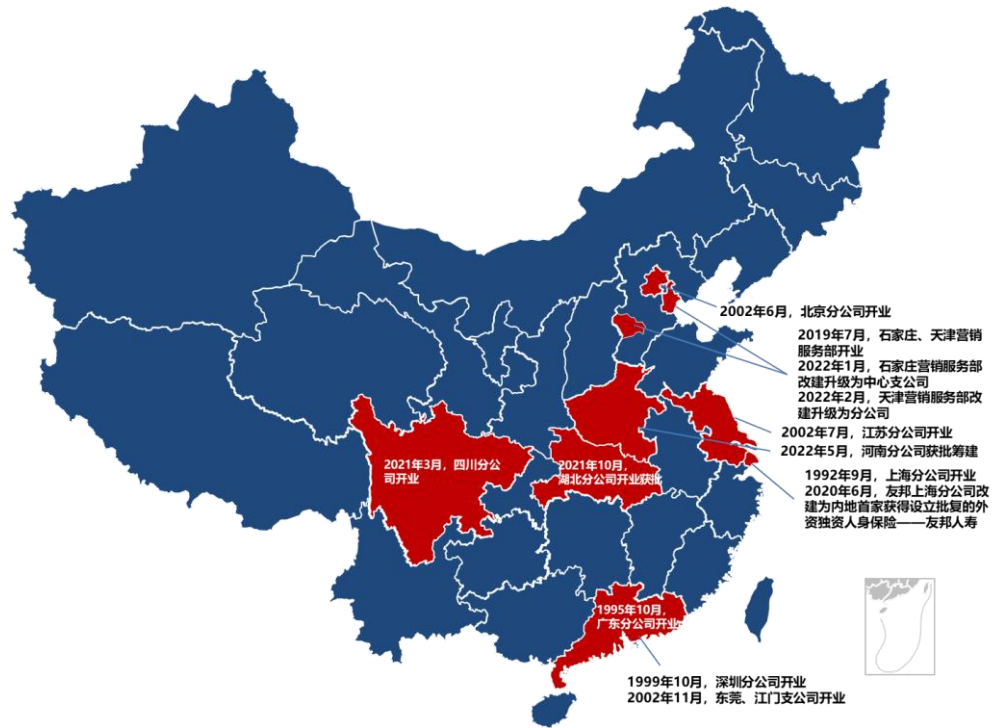 2002年6月，北京分公司开业
2019年7月，石家庄、天津营销
服务部开业
2022年1月，石家庄营销服务部
改建升级为中心支公司
2022年2月，天津营销服务部改
建升级为分公司
2002年7月，江苏分公司开业
2022年5月，河南分公司获批筹建
2021年3月，四川分公
司开业
2021年10月，
湖北分公司开业获批
1992年9月，上海分公司开业
2020年6月，友邦上海分公司改
建为内地首家获得设立批复的外
资独资人身保险——友邦人寿
1995年10月，
广东分公司开业
1999年10月，深圳分公司开业
2002年11月，东莞、江门支公司开业